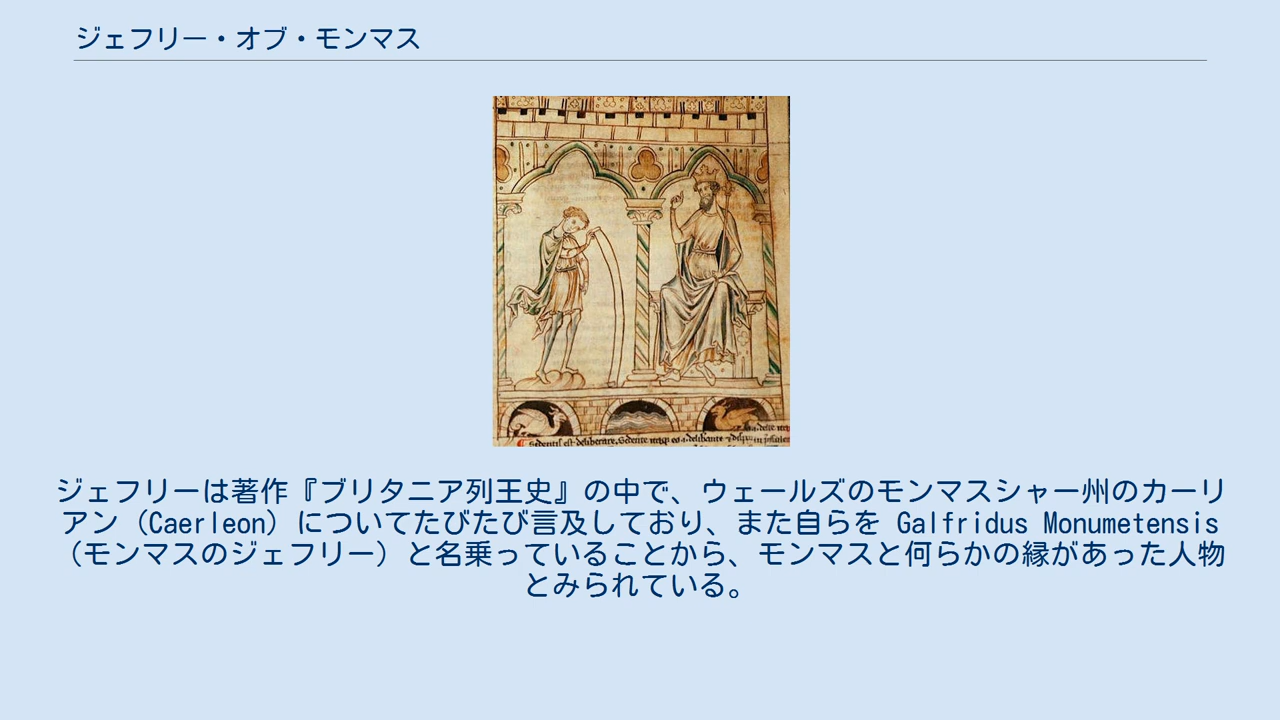 ジェフリー・オブ・モンマス
ジェフリーは著作『ブリタニア列王史』の中で、ウェールズのモンマスシャー州のカーリ
アン（Caerleon）についてたびたび言及しており、また自らを Galfridus Monumetensis
（モンマスのジェフリー）と名乗っていることから、モンマスと何らかの縁があった人物
とみられている。